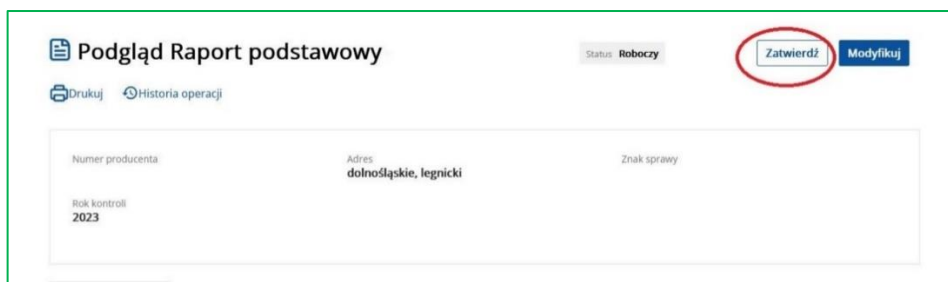 Podgląd Raport podstawowy
Status Roboczy
Zatwierdź
Modyfikuj
Drukuj Historia operacji
Numer producenta Adres Znak sprawy
dolnośląskie, legnicki
Rok kontroli
2023